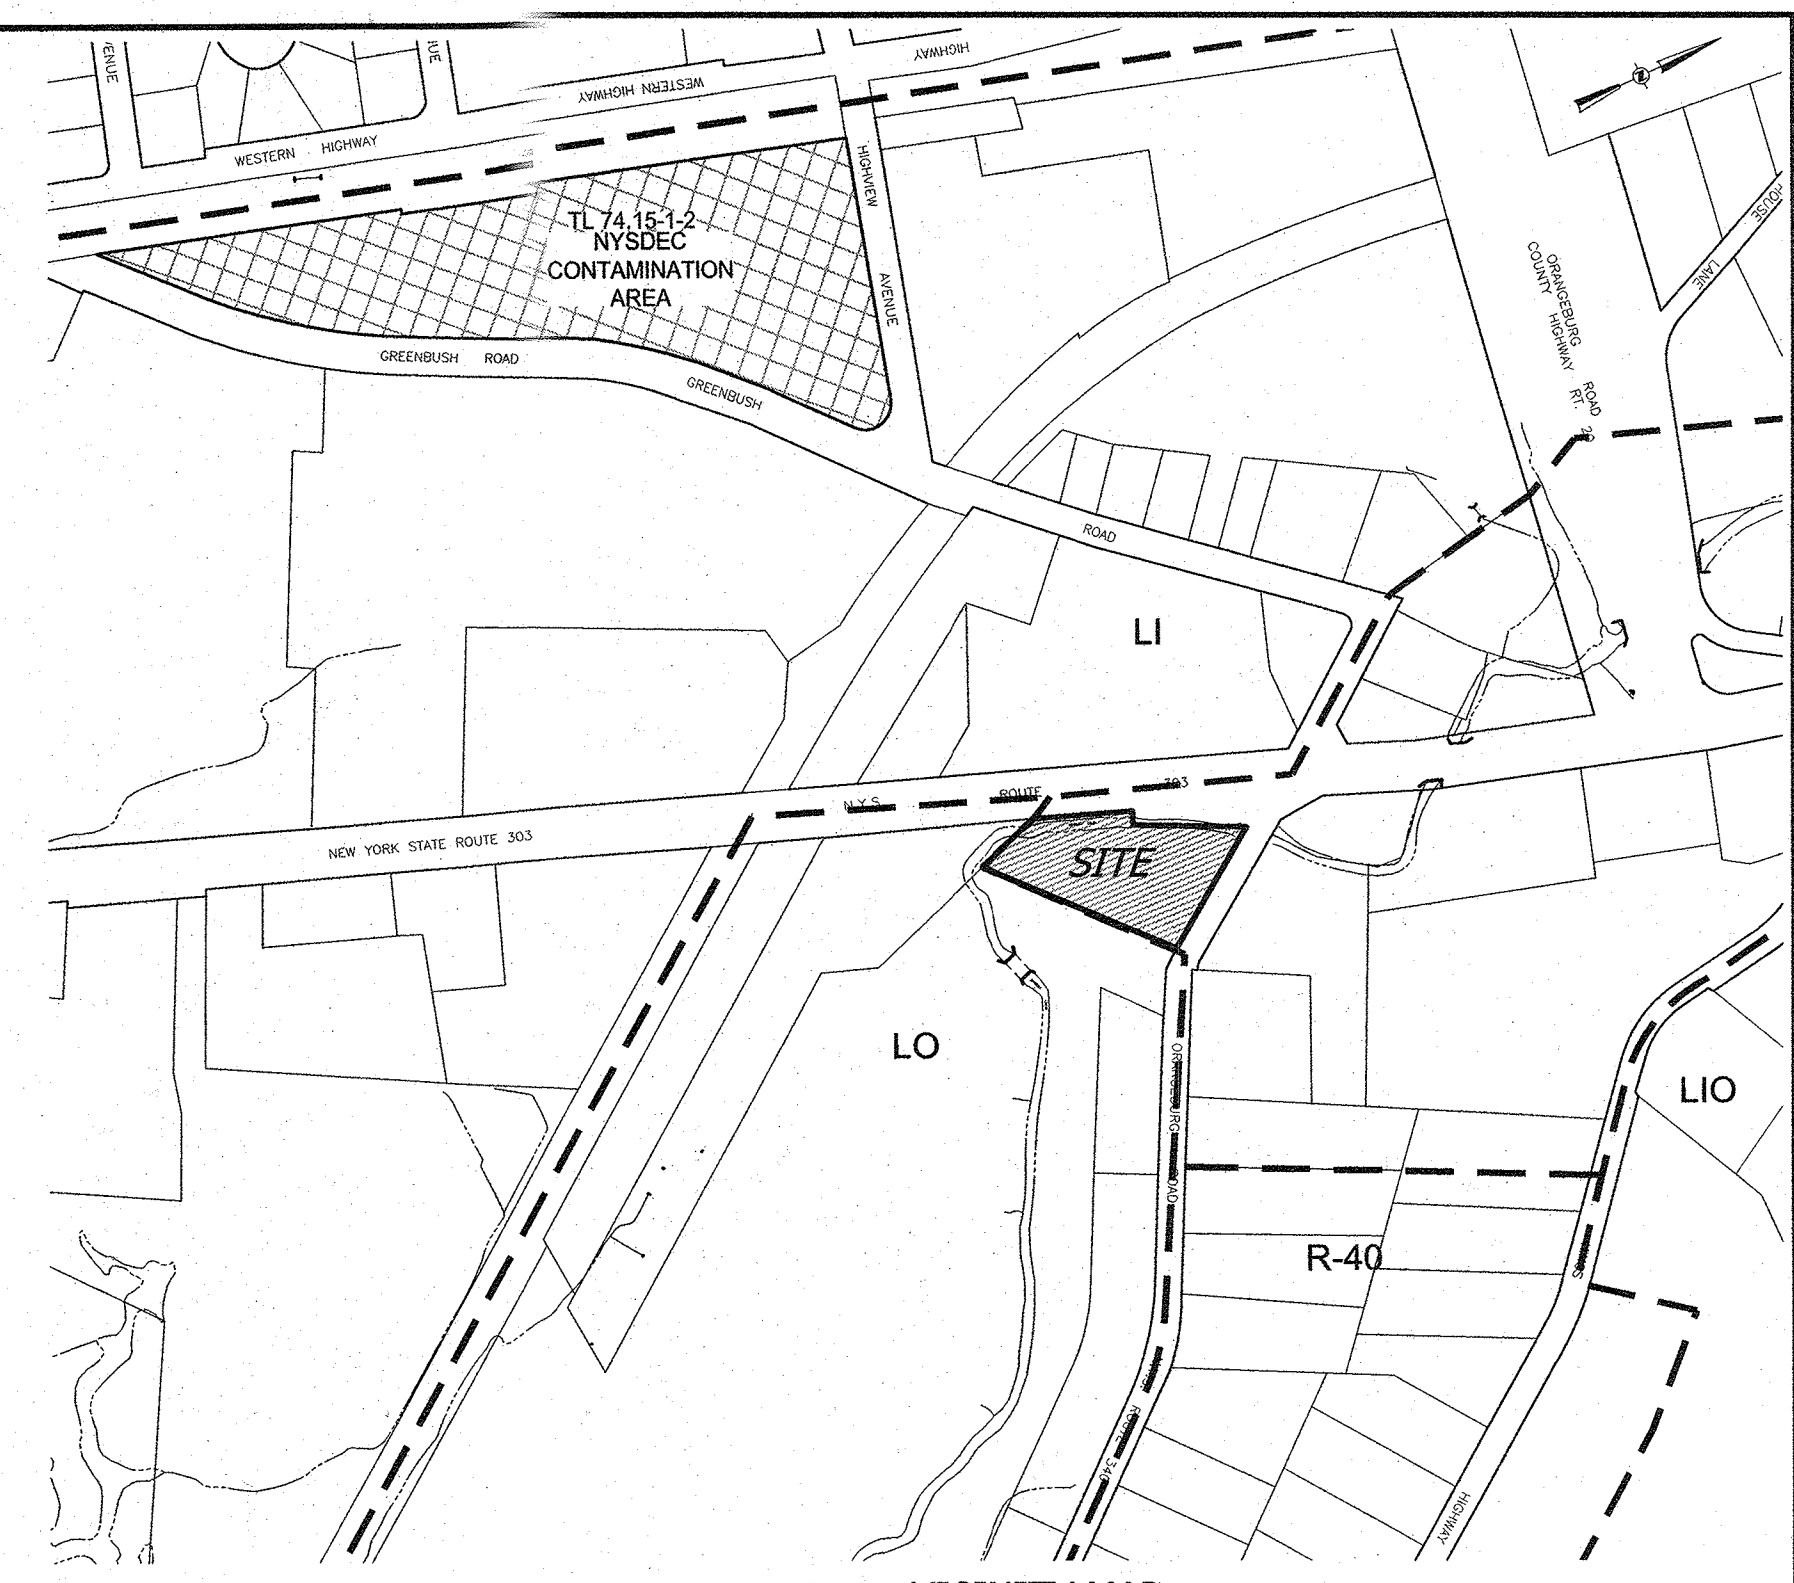 AVENUE
WESTERN HIGHWAY
WESTERN HIGHWAY
HIGHWAY
HIGHVIEW
AVENUE
TL 74.15-1-2
NYSDEC
CONTAMINATION
AREA
GREENBUSH ROAD
GREENBUSH
ROAD
HOUSE
LANE
ORANGEBURG ROAD
COUNTY HIGHWAY RT. 20
LI
N.Y.S ROUTE 303
NEW YORK STATE ROUTE 303
SITE
LO
ORANGEBURG ROAD
LIO
R-40
ROUTE 340
HIGHWAY